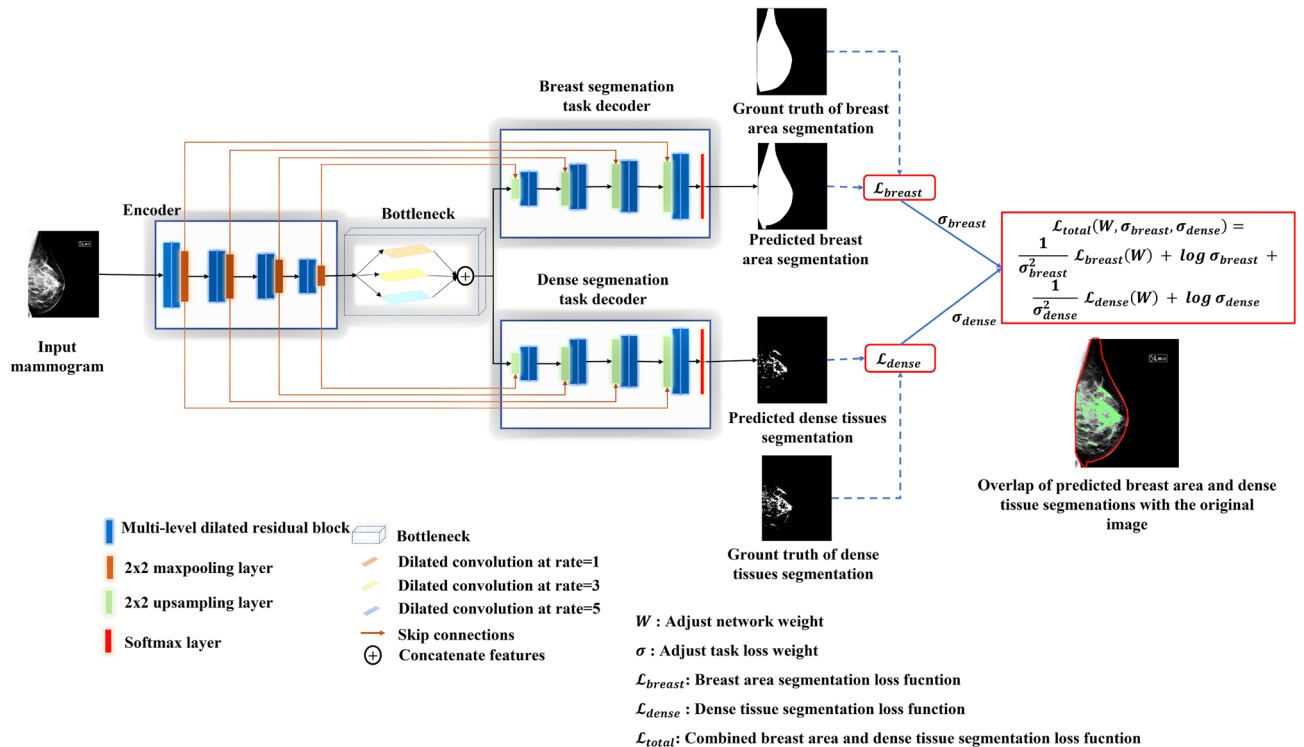 Breast segmenation
task decoder
Grount truth of breast
area segmentation
Encoder
Bottleneck
Predicted breast
area segmentation
ℒbreast
σbreast
ℒtotal(W, σbreast, σdense) =
1/σ²breast ℒbreast(W) + log σbreast +
1/σ²dense ℒdense(W) + log σdense
Input
mammogram
Dense segmenation
task decoder
σdense
ℒdense
Predicted dense tissues
segmentation
Overlap of predicted breast area and dense
tissue segmenations with the original
image
Grount truth of dense
tissues segmentation
Multi-level dilated residual block
2x2 maxpooling layer
2x2 upsampling layer
Softmax layer
Bottleneck
Dilated convolution at rate=1
Dilated convolution at rate=3
Dilated convolution at rate=5
Skip connections
Concatenate features
W : Adjust network weight
σ : Adjust task loss weight
ℒbreast: Breast area segmentation loss fucntion
ℒdense : Dense tissue segmentation loss function
ℒtotal: Combined breast area and dense tissue segmentation loss fucntion